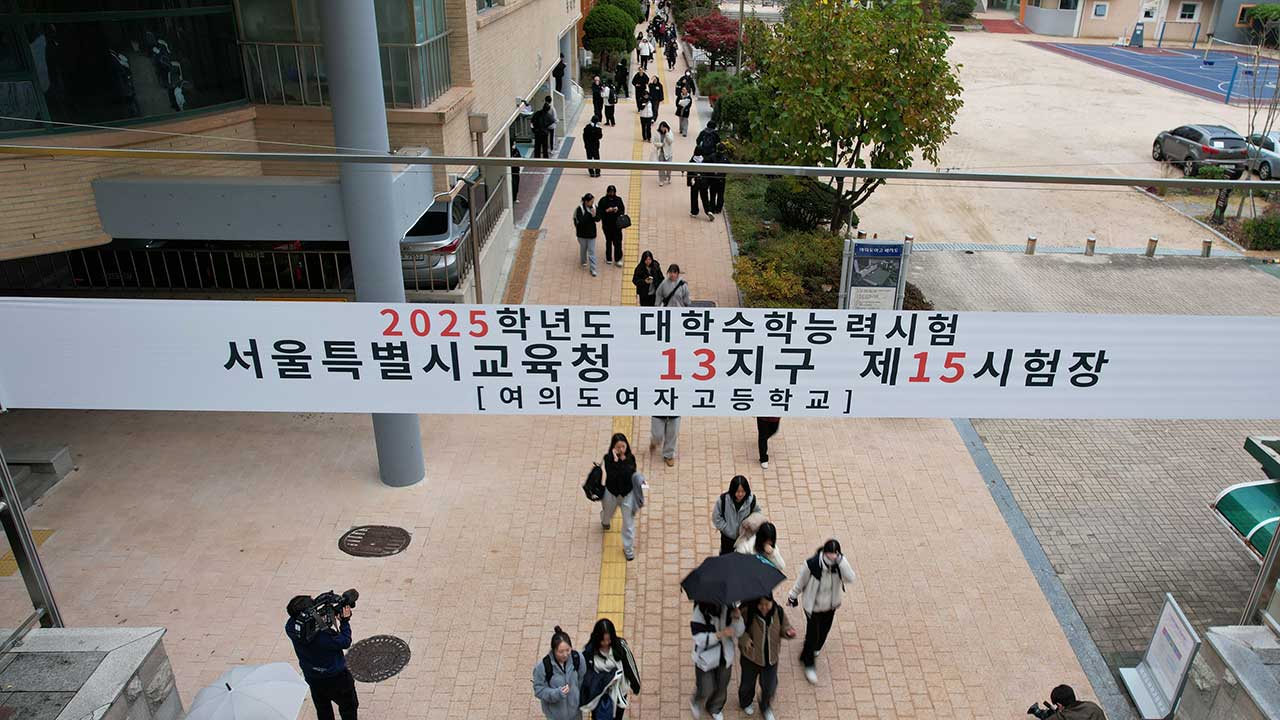 2025학년도 대학수학능력시험
서울특별시교육청 13지구 제15시험장
[여의도여자고등학교]